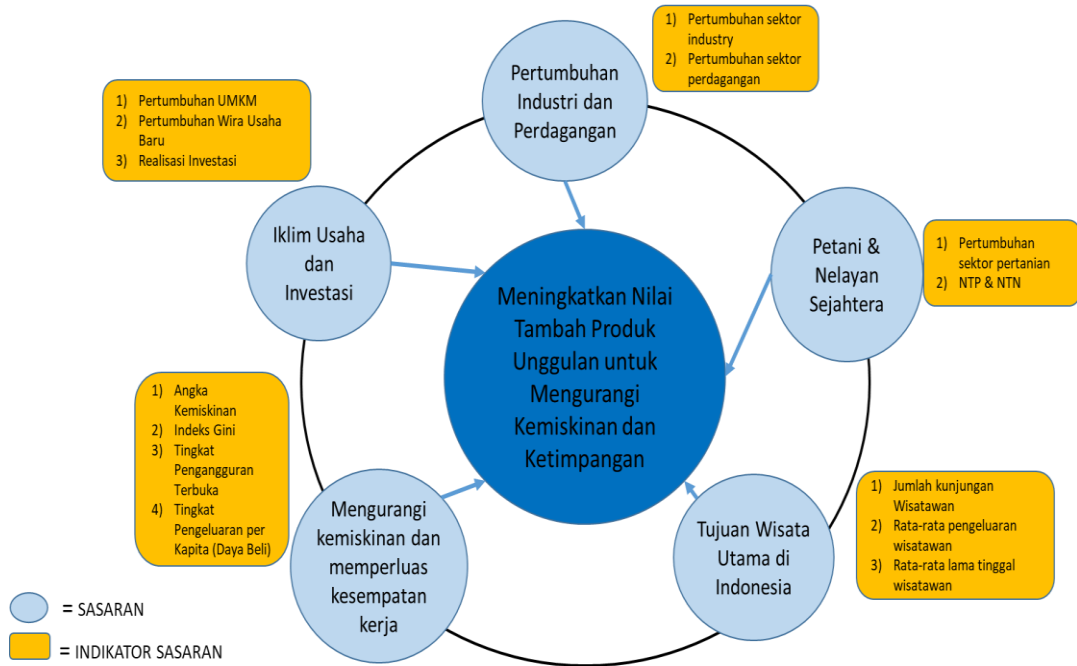 Pertumbuhan
Industri dan
Perdagangan
1) Pertumbuhan sektor
industry
2) Pertumbuhan sektor
perdagangan
1) Pertumbuhan UMKM
2) Pertumbuhan Wira Usaha
Baru
3) Realisasi Investasi
Iklim Usaha
dan
Investasi
Petani &
Nelayan
Sejahtera
1) Pertumbuhan
sektor pertanian
2) NTP & NTN
Meningkatkan Nilai
Tambah Produk
Unggulan untuk
Mengurangi
Kemiskinan dan
Ketimpangan
1) Angka
Kemiskinan
2) Indeks Gini
3) Tingkat
Pengangguran
Terbuka
4) Tingkat
Pengeluaran per
Kapita (Daya Beli)
Mengurangi
kemiskinan dan
memperluas
kesempatan
kerja
Tujuan Wisata
Utama di
Indonesia
1) Jumlah kunjungan
Wisatawan
2) Rata-rata pengeluaran
wisatawan
3) Rata-rata lama tinggal
wisatawan
= SASARAN
= INDIKATOR SASARAN